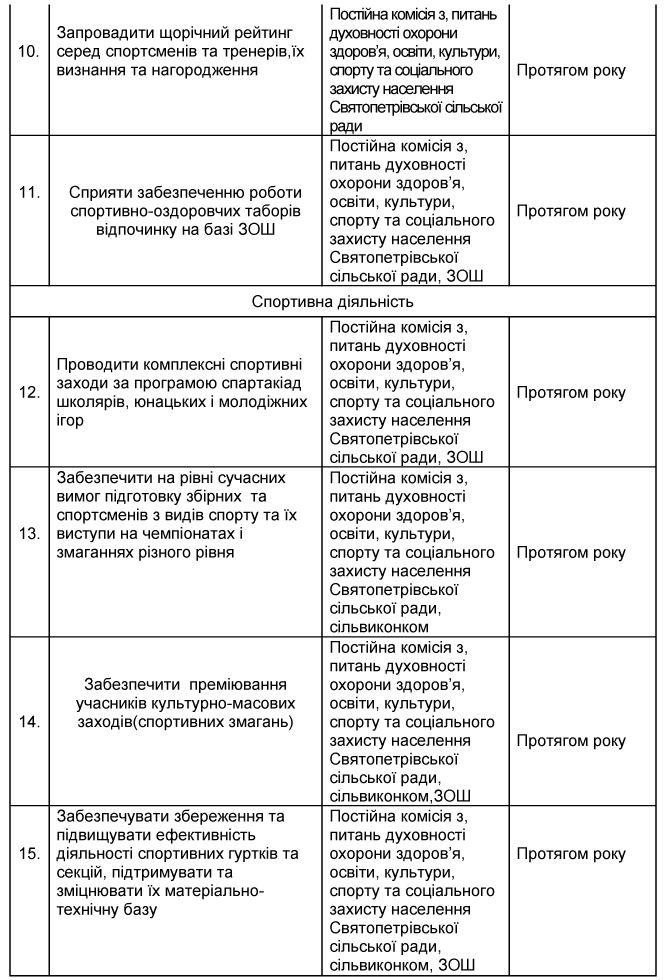 10.
Запровадити щорічний рейтинг
серед спортсменів та тренерів,їх
визнання та нагородження
Постійна комісія з, питань
духовності охорони
здоров’я, освіти, культури,
спорту та соціального
захисту населення
Святопетрівської сільської
ради
Протягом року
11.
Сприяти забезпеченню роботи
спортивно-оздоровчих таборів
відпочинку на базі ЗОШ
Постійна комісія з,
питань духовності
охорони здоров’я,
освіти, культури,
спорту та соціального
захисту населення
Святопетрівської
сільської ради, ЗОШ
Протягом року
Спортивна діяльність
12.
Проводити комплексні спортивні
заходи за програмою спартакіад
школярів, юнацьких і молодіжних
ігор
Постійна комісія з,
питань духовності
охорони здоров’я,
освіти, культури,
спорту та соціального
захисту населення
Святопетрівської
сільської ради, ЗОШ
Протягом року
13.
Забезпечити на рівні сучасних
вимог підготовку збірних та
спортсменів з видів спорту та їх
виступи на чемпіонатах і
змаганнях різного рівня
Постійна комісія з,
питань духовності
охорони здоров’я,
освіти, культури,
спорту та соціального
захисту населення
Святопетрівської
сільської ради,
сільвиконком
Протягом року
14.
Забезпечити преміювання
учасників культурно-масових
заходів(спортивних змагань)
Постійна комісія з,
питань духовності
охорони здоров’я,
освіти, культури,
спорту та соціального
захисту населення
Святопетрівської
сільської ради,
сільвиконком,ЗОШ
Протягом року
15.
Забезпечувати збереження та
підвищувати ефективність
діяльності спортивних гуртків та
секцій, підтримувати та
зміцнювати їх матеріально-
технічну базу
Постійна комісія з,
питань духовності
охорони здоров’я,
освіти, культури,
спорту та соціального
захисту населення
Святопетрівської
сільської ради,
сільвиконком, ЗОШ
Протягом року